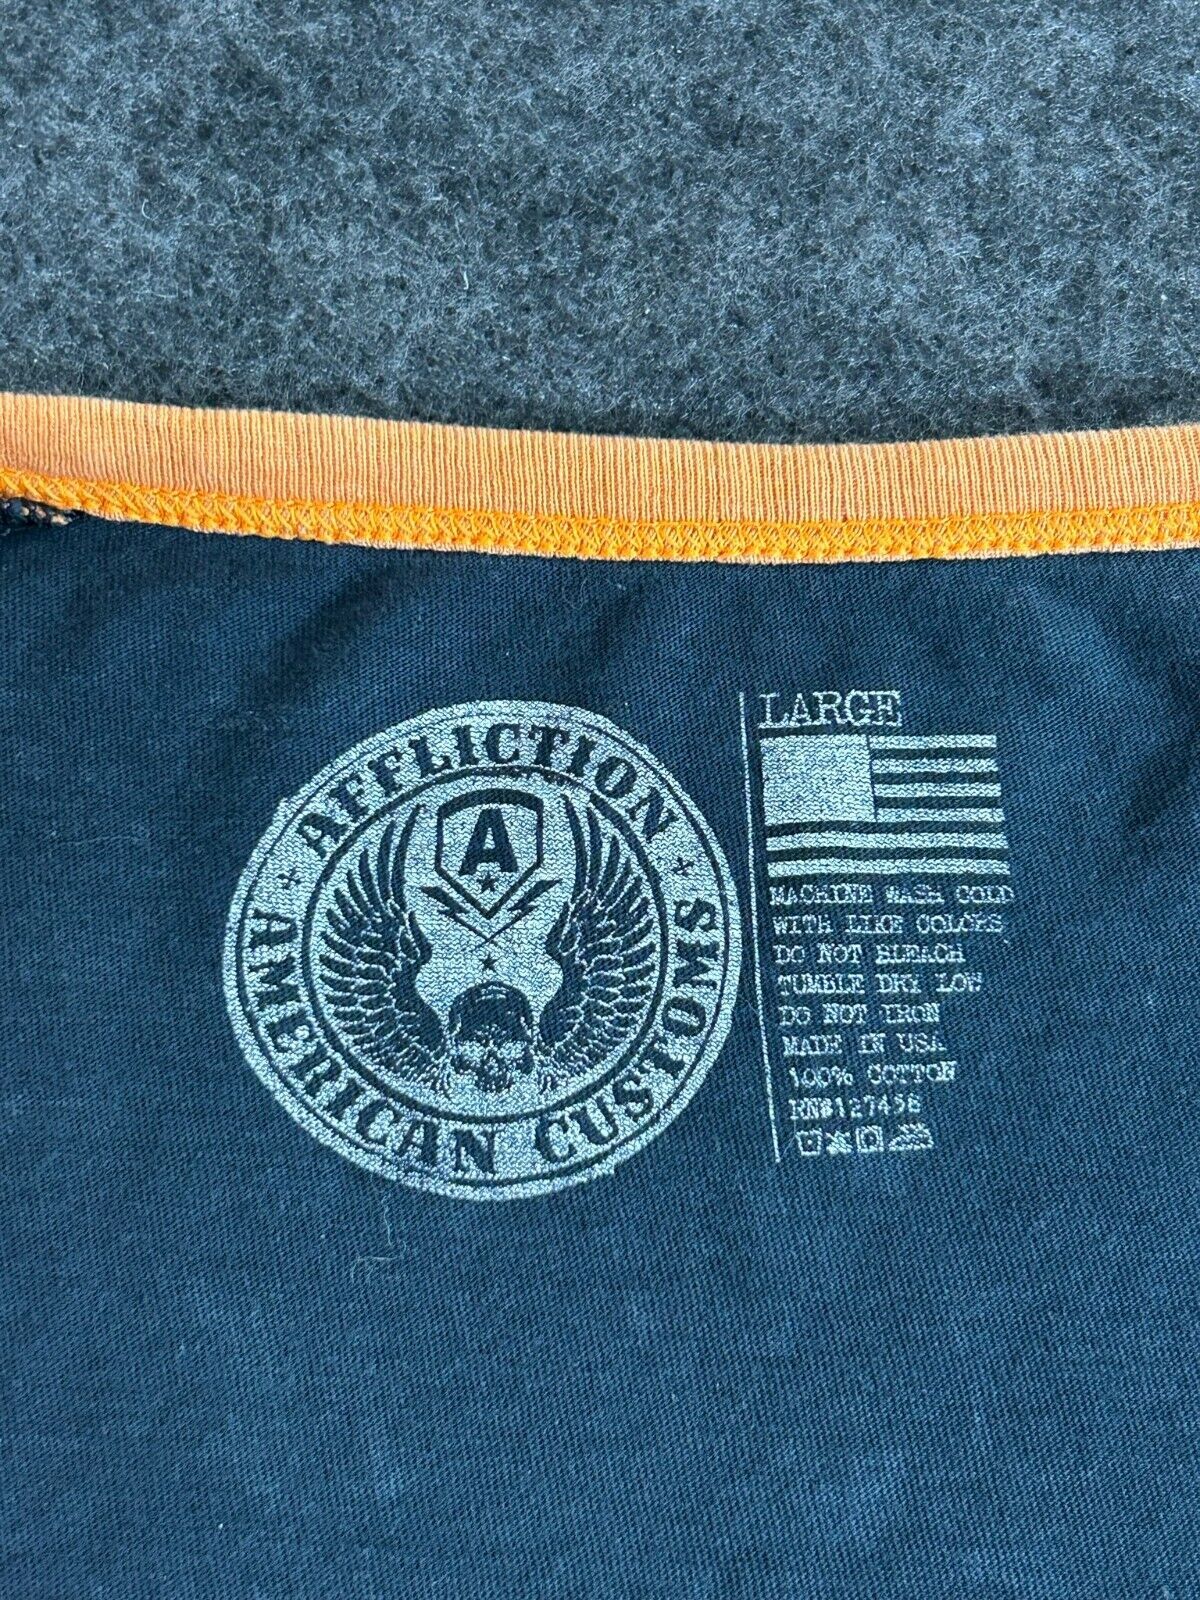 AFFLICTION
A
AMERICAN CUSTOMS
LARGE
MACHINE WASH COLD
WITH LIKE COLORS
DO NOT BLEACH
TUMBLE DRY LOW
DO NOT IRON
MADE IN USA
100% COTTON
RN#127456